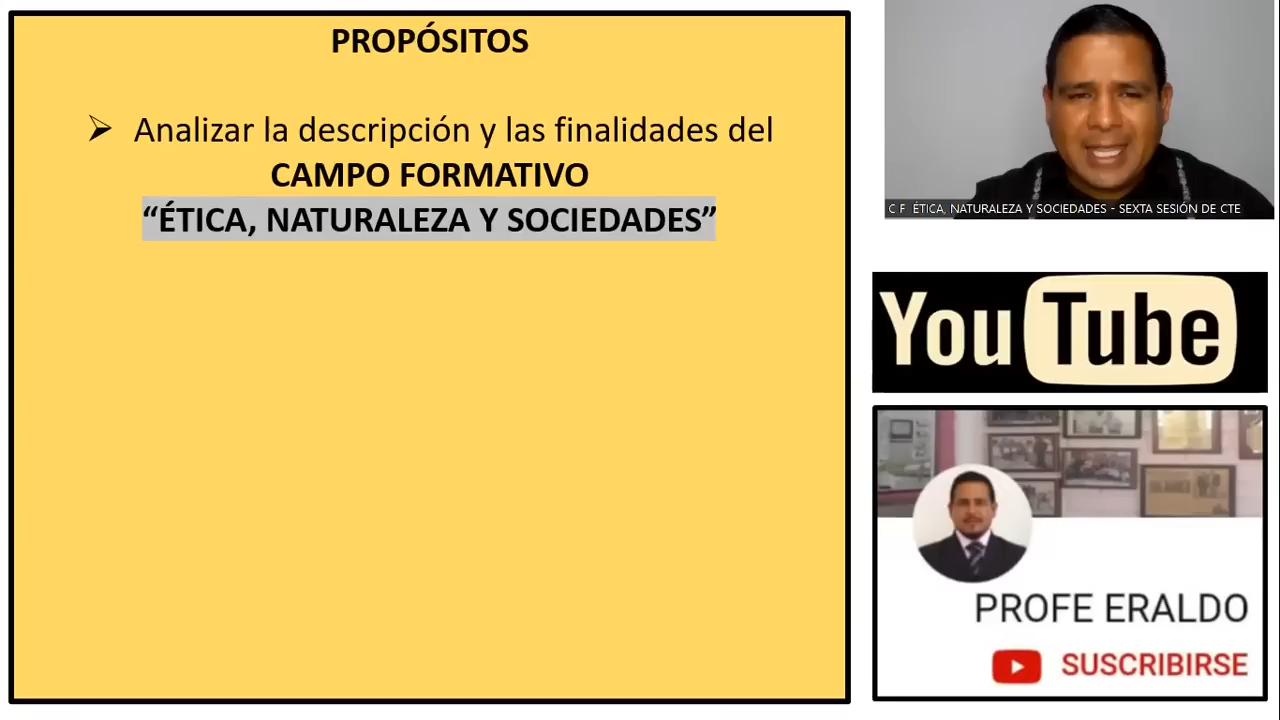 PROPÓSITOS
➢ Analizar la descripción y las finalidades del
CAMPO FORMATIVO
“ÉTICA, NATURALEZA Y SOCIEDADES”
C F ÉTICA, NATURALEZA Y SOCIEDADES - SEXTA SESIÓN DE CTE
YouTube
PROFE ERALDO
SUSCRIBIRSE